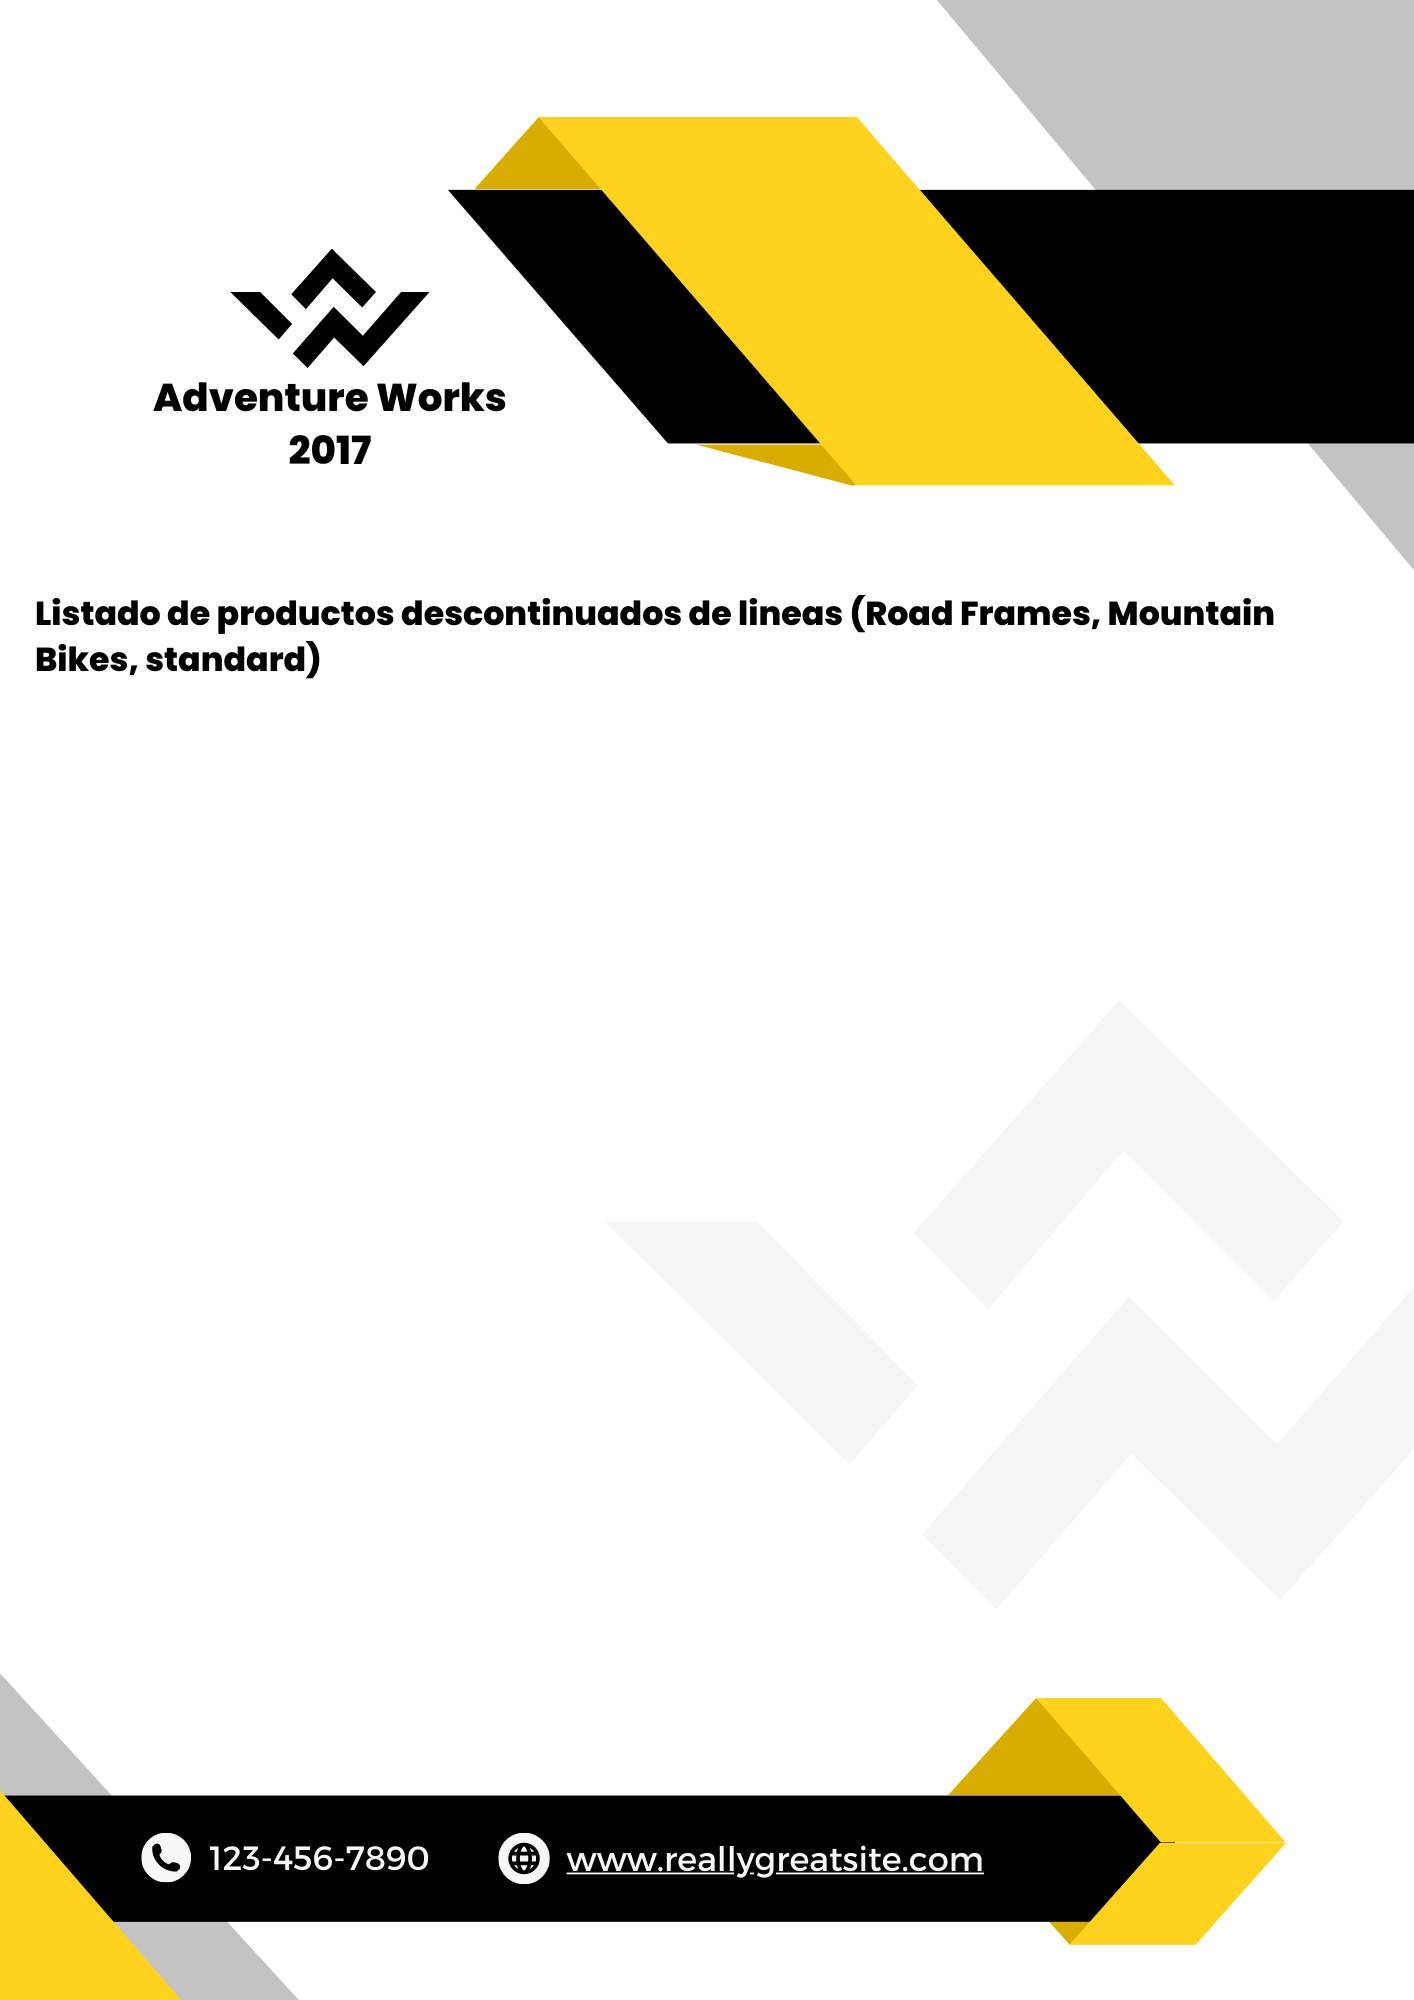 Adventure Works
2017
Listado de productos descontinuados de lineas (Road Frames, Mountain
Bikes, standard)
123-456-7890
www.reallygreatsite.com